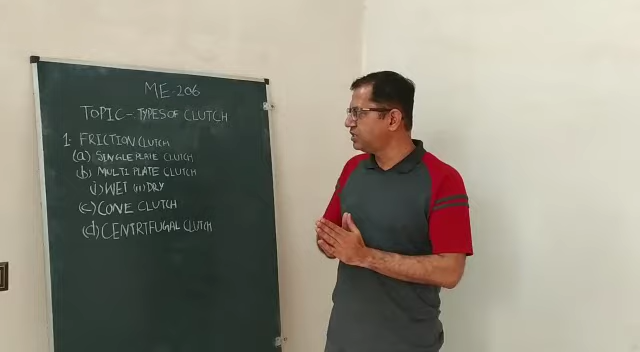 ME-206
TOPIC- TYPES OF CLUTCH
1. FRICTION CLUTCH
(a) SINGLE PLATE CLUTCH
(b) MULTI PLATE CLUTCH
(i) WET (ii) DRY
(c) CONE CLUTCH
(d) CENTRIFUGAL CLUTCH